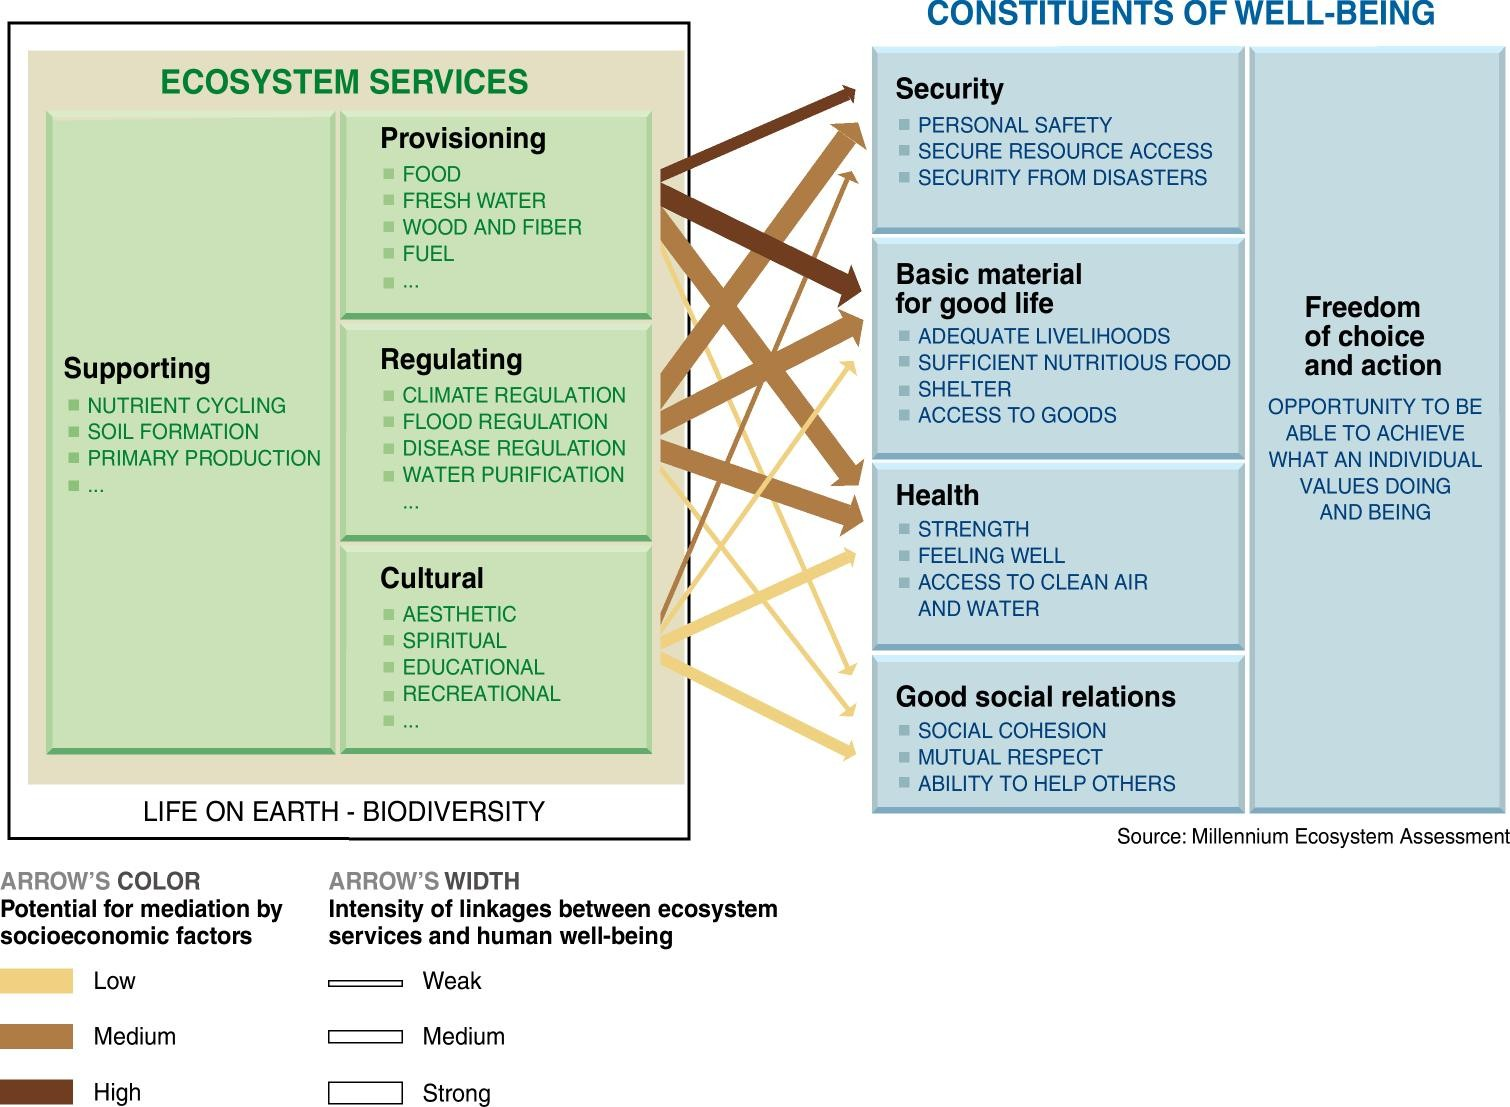 CONSTITUENTS OF WELL-BEING
ECOSYSTEM SERVICES
Supporting
NUTRIENT CYCLING
SOIL FORMATION
PRIMARY PRODUCTION
...
Provisioning
FOOD
FRESH WATER
WOOD AND FIBER
FUEL
...
Regulating
CLIMATE REGULATION
FLOOD REGULATION
DISEASE REGULATION
WATER PURIFICATION
...
Cultural
AESTHETIC
SPIRITUAL
EDUCATIONAL
RECREATIONAL
...
LIFE ON EARTH - BIODIVERSITY
Security
PERSONAL SAFETY
SECURE RESOURCE ACCESS
SECURITY FROM DISASTERS
Basic material
for good life
ADEQUATE LIVELIHOODS
SUFFICIENT NUTRITIOUS FOOD
SHELTER
ACCESS TO GOODS
Health
STRENGTH
FEELING WELL
ACCESS TO CLEAN AIR
AND WATER
Good social relations
SOCIAL COHESION
MUTUAL RESPECT
ABILITY TO HELP OTHERS
Freedom
of choice
and action
OPPORTUNITY TO BE
ABLE TO ACHIEVE
WHAT AN INDIVIDUAL
VALUES DOING
AND BEING
Source: Millennium Ecosystem Assessment
ARROW'S COLOR
Potential for mediation by
socioeconomic factors
Low
Medium
High
ARROW'S WIDTH
Intensity of linkages between ecosystem
services and human well-being
Weak
Medium
Strong